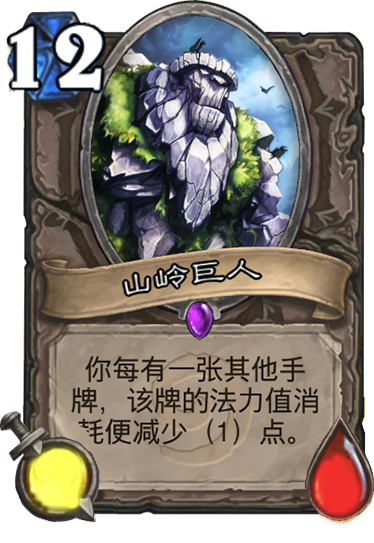 12
山岭巨人
你每有一张其他手
牌，该牌的法力值消
耗便减少（1）点。